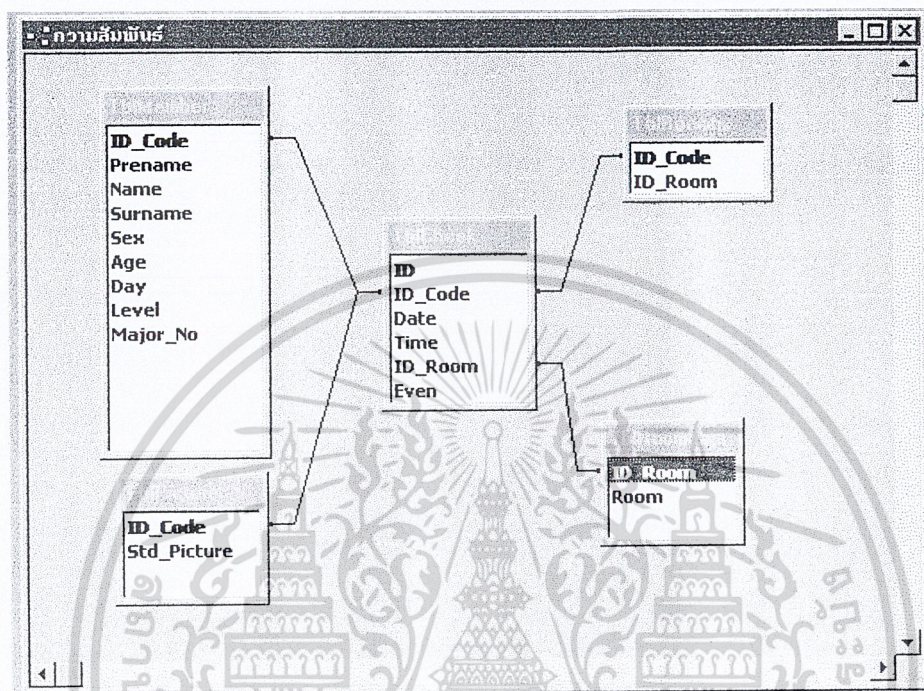 ความสัมพันธ์
ID_Code
Prename
Name
Surname
Sex
Age
Day
Level
Major_No
ID_Code
Std_Picture
ID
ID_Code
Date
Time
ID_Room
Even
ID_Code
ID_Room
ID_Room
Room